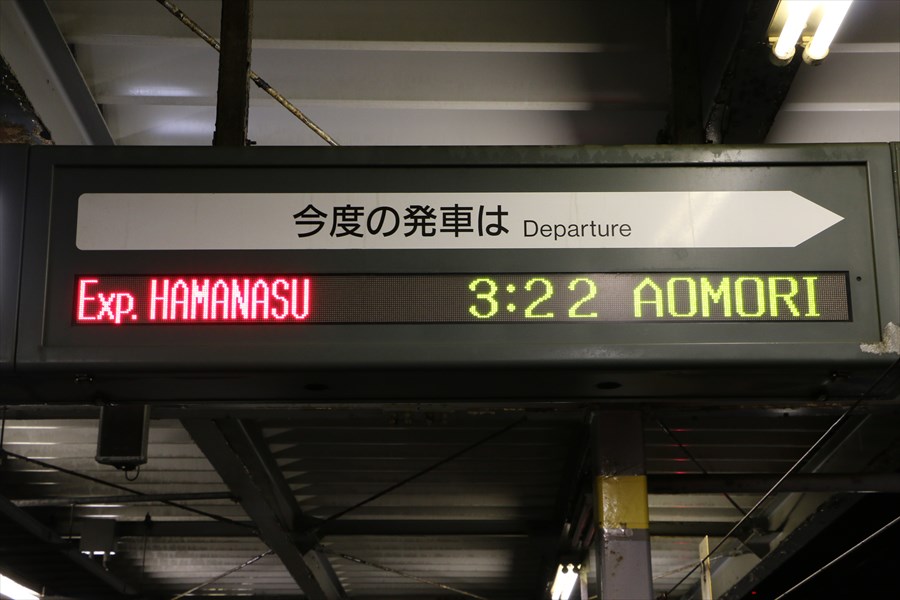 今度の発車は Departure
Exp. HAMANASU 3:22 AOMORI